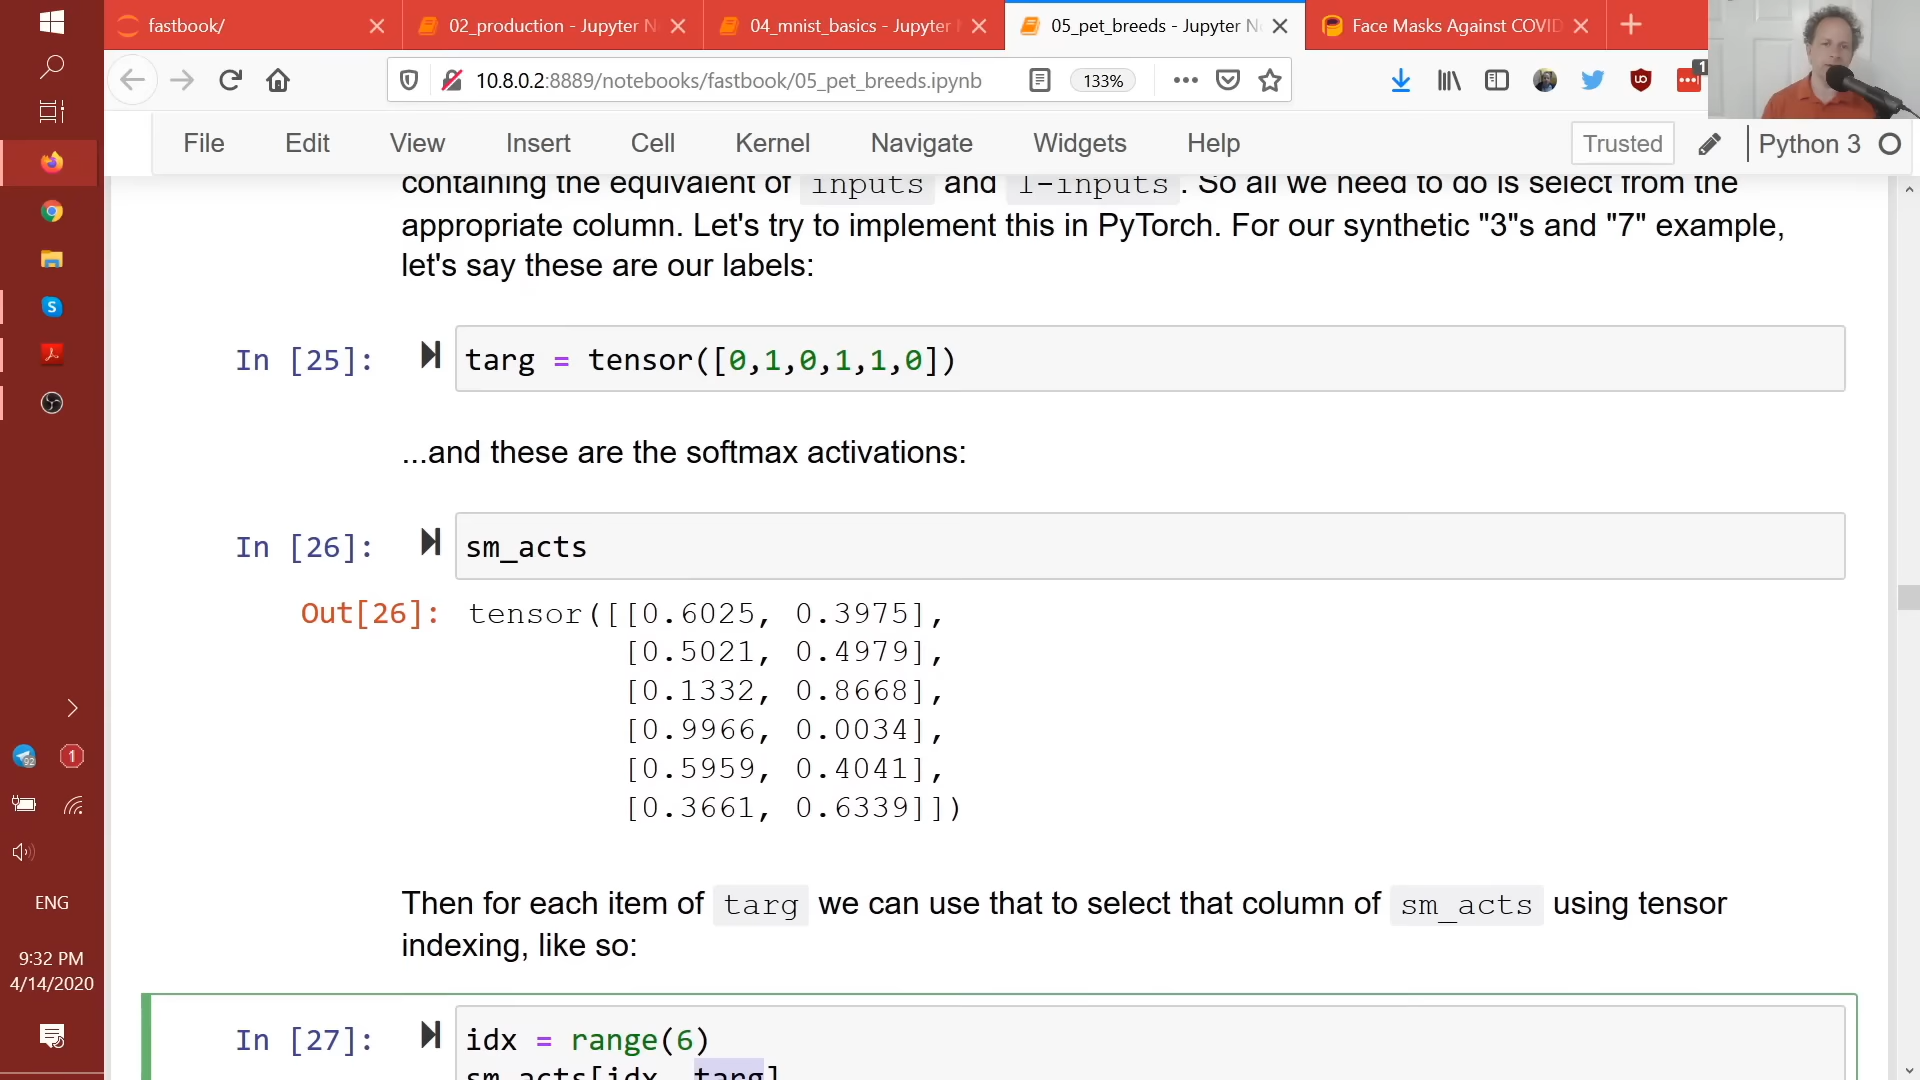 fastbook/
02_production - Jupyter N
04_mnist_basics - Jupyter
05_pet_breeds - Jupyter N
Face Masks Against COVID
10.8.0.2:8889/notebooks/fastbook/05_pet_breeds.ipynb
133%
1
File Edit View Insert Cell Kernel Navigate Widgets Help
Trusted
Python 3
containing the equivalent of inputs and 1-inputs . So all we need to do is select from the
appropriate column. Let's try to implement this in PyTorch. For our synthetic "3"s and "7" example,
let's say these are our labels:
In [25]:
targ = tensor([0,1,0,1,1,0])
...and these are the softmax activations:
In [26]:
sm_acts
Out[26]:
tensor([[0.6025, 0.3975],
[0.5021, 0.4979],
[0.1332, 0.8668],
[0.9966, 0.0034],
[0.5959, 0.4041],
[0.3661, 0.6339]])
Then for each item of targ we can use that to select that column of sm_acts using tensor
indexing, like so:
In [27]:
idx = range(6)
sm_acts[idx, targ]
92
1
ENG
9:32 PM
4/14/2020